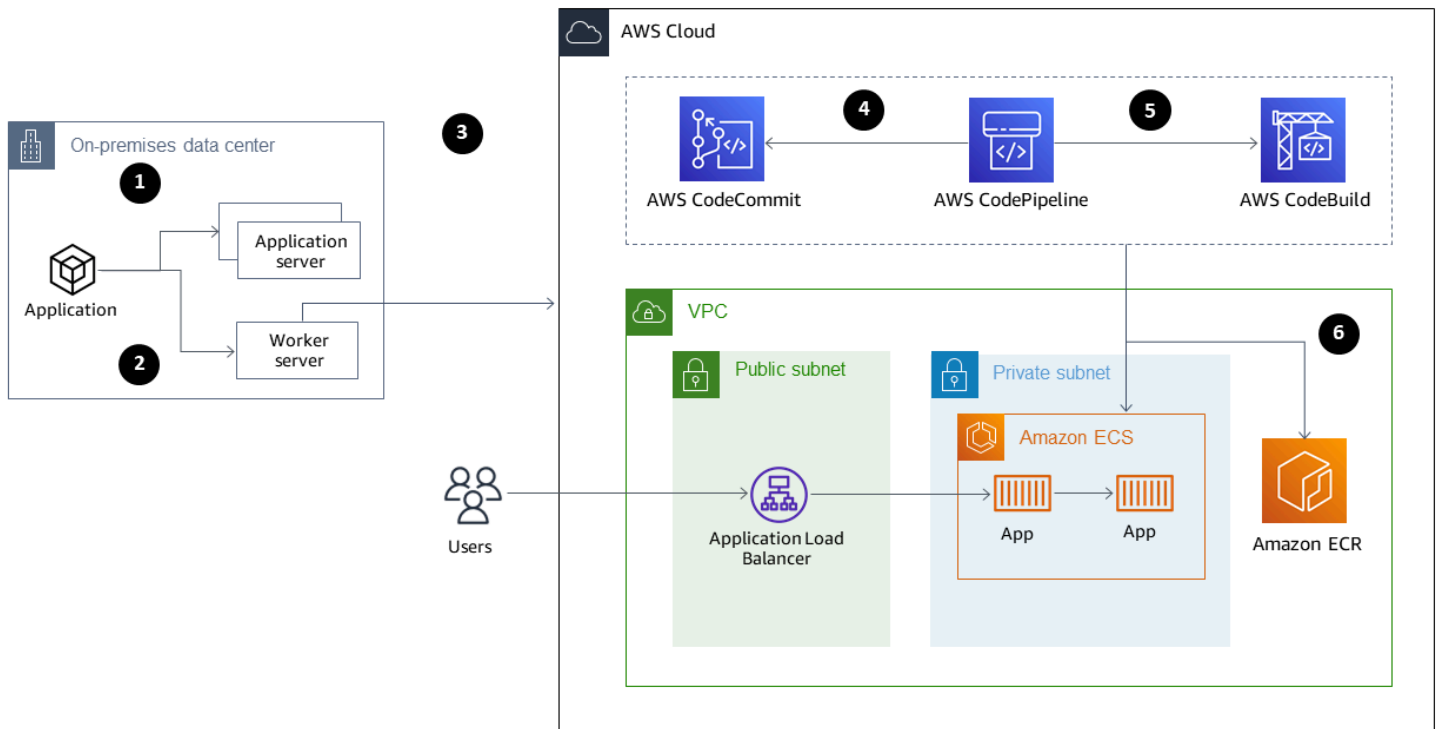 AWS Cloud
4
5
AWS CodeCommit
AWS CodePipeline
AWS CodeBuild
3
On-premises data center
1
Application
server
Application
2
Worker
server
VPC
6
Public subnet
Private subnet
Amazon ECS
App
App
Application Load
Balancer
Users
Amazon ECR